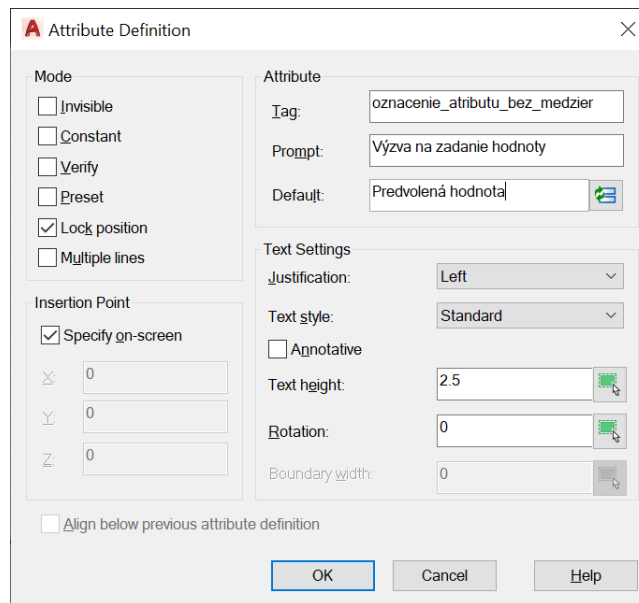 Attribute Definition
Mode
Invisible
Constant
Verify
Preset
Lock position
Multiple lines
Attribute
Tag: oznacenie_atributu_bez_medzier
Prompt: Výzva na zadanie hodnoty
Default: Predvolená hodnota
Insertion Point
Specify on-screen
X: 0
Y: 0
Z: 0
Text Settings
Justification: Left
Text style: Standard
Annotative
Text height: 2.5
Rotation: 0
Boundary width: 0
Align below previous attribute definition
OK Cancel Help